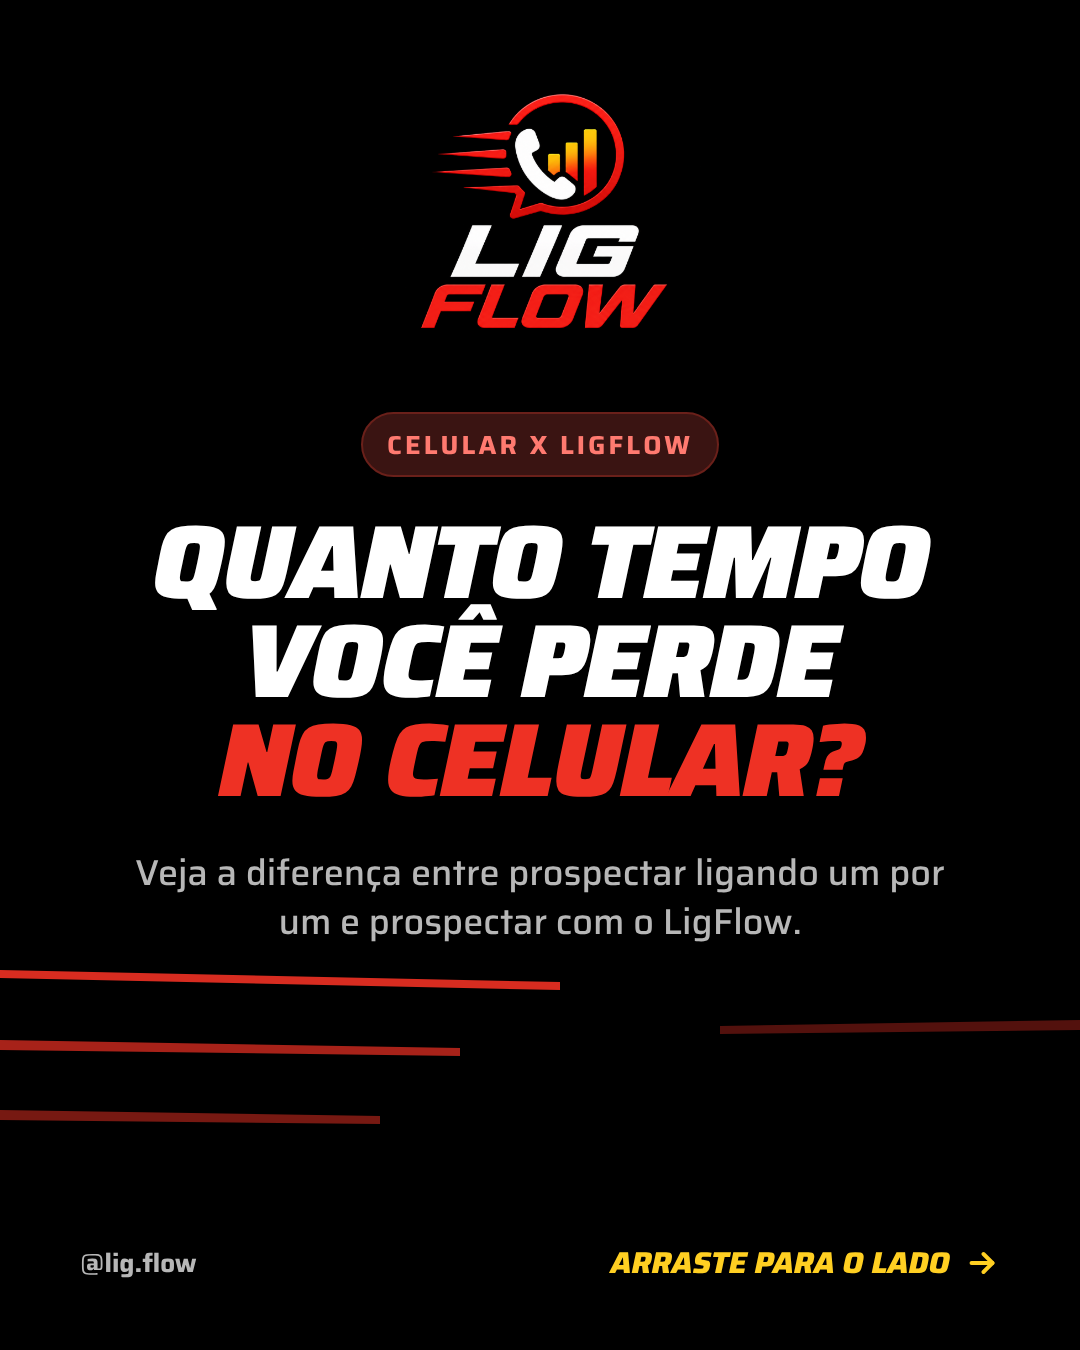 LIG
FLOW
CELULAR X LIGFLOW
QUANTO TEMPO
VOCÊ PERDE
NO CELULAR?
Veja a diferença entre prospectar ligando um por
um e prospectar com o LigFlow.
@lig.flow
ARRASTE PARA O LADO →